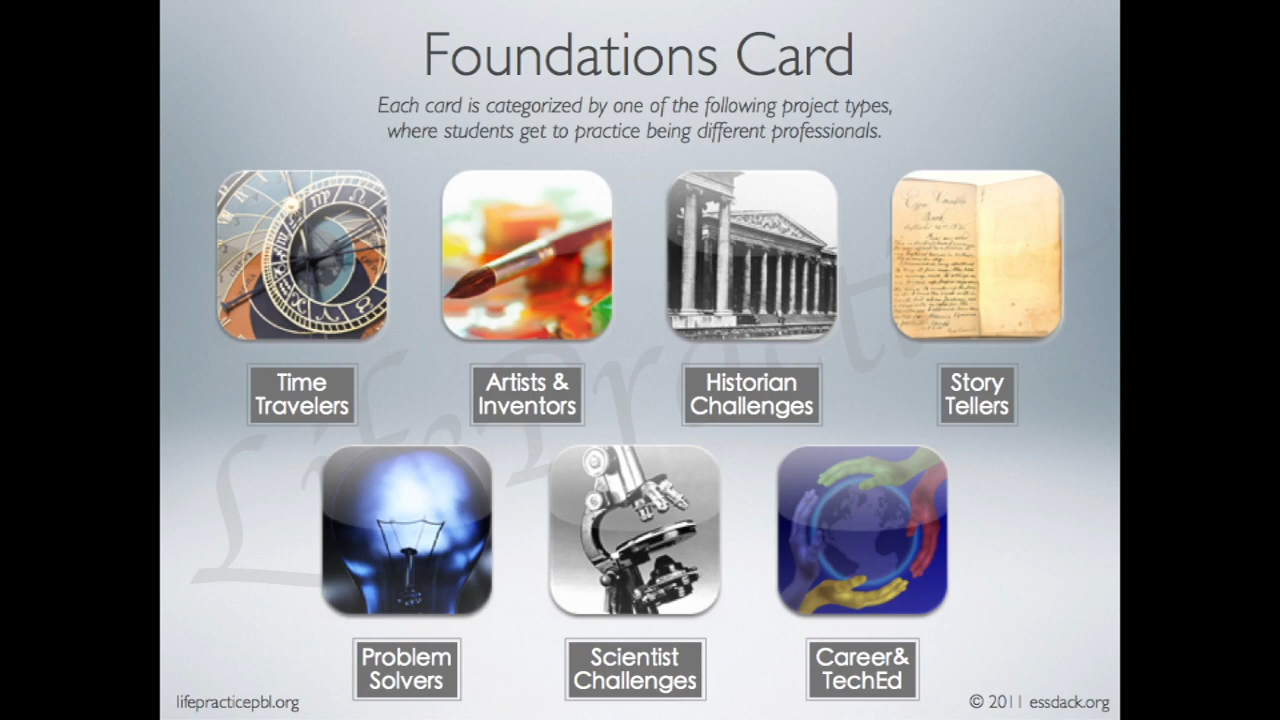 Foundations Card
Each card is categorized by one of the following project types,
where students get to practice being different professionals.
Time
Travelers
Artists &
Inventors
Historian
Challenges
Story
Tellers
LifePracti
Problem
Solvers
Scientist
Challenges
Career&
TechEd
lifepracticepbl.org
© 2011 essdack.org